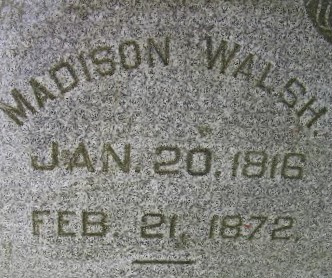 MADISON WALSH.
JAN. 20, 1816
FEB. 21, 1872.